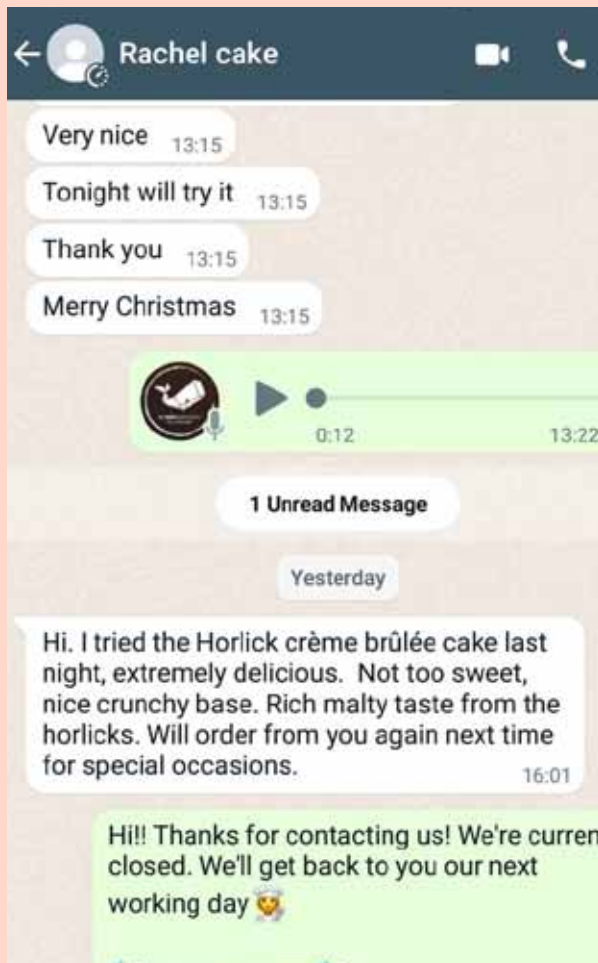 Rachel cake
Very nice 13:15
Tonight will try it 13:15
Thank you 13:15
Merry Christmas 13:15
0:12 13:22
1 Unread Message
Yesterday
Hi. I tried the Horlick crème brûlée cake last
night, extremely delicious. Not too sweet,
nice crunchy base. Rich malty taste from the
horlicks. Will order from you again next time
for special occasions. 16:01
Hi!! Thanks for contacting us! We're curren
closed. We'll get back to you our next
working day